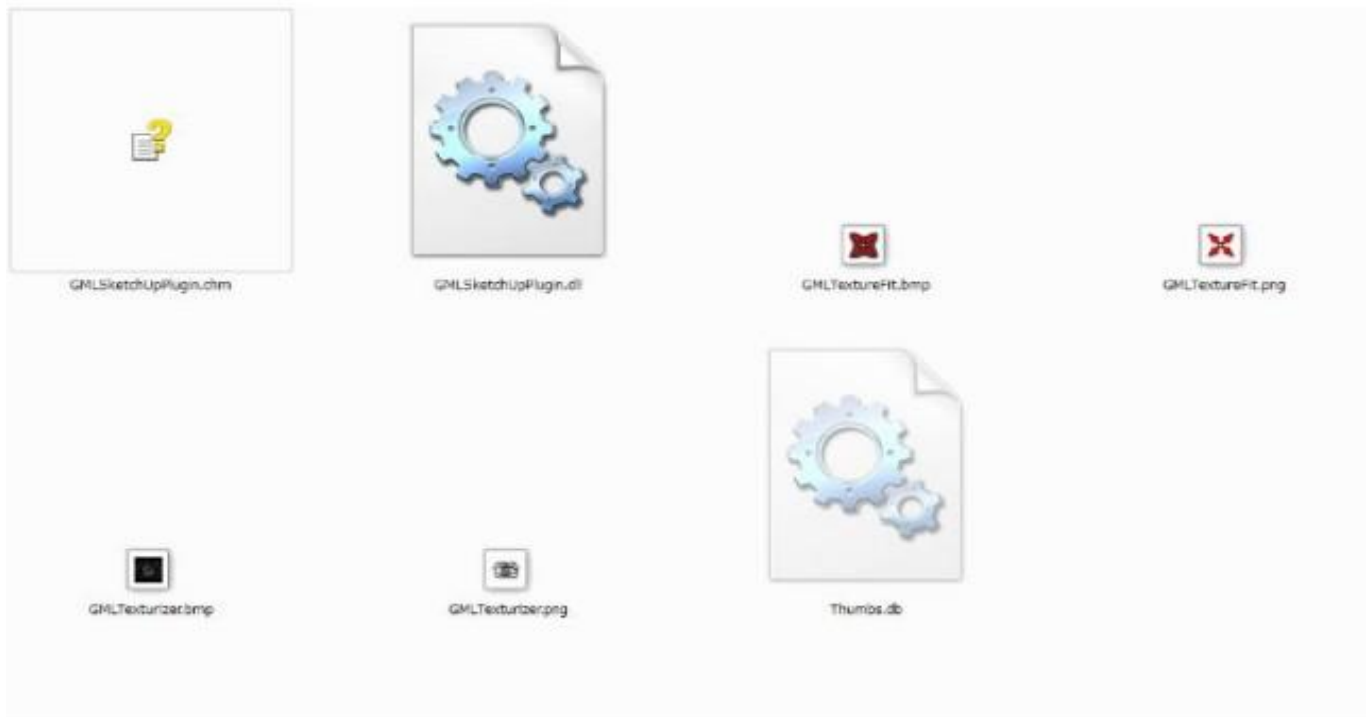 GMLSketchUpPlugin.chm
GMLSketchUpPlugin.dll
GMLTextureFit.bmp
GMLTextureFit.png
GMLTexturizer.bmp
GMLTexturizer.png
Thumbs.db